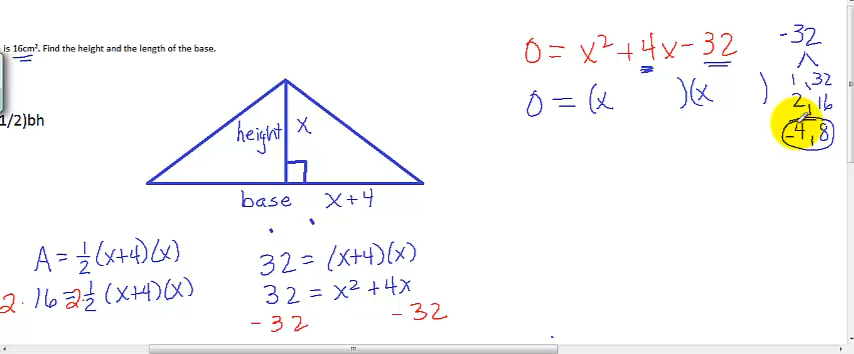 is 16cm². Find the height and the length of the base.
1/2)bh
height x
base x+4
A = 1/2 (x+4)(x)
2 · 16 = 2 · 1/2 (x+4)(x)
32 = (x+4)(x)
32 = x² + 4x
-32 -32
0 = x² + 4x - 32
0 = (x )(x )
-32
1, 32
2, 16
-4, 8